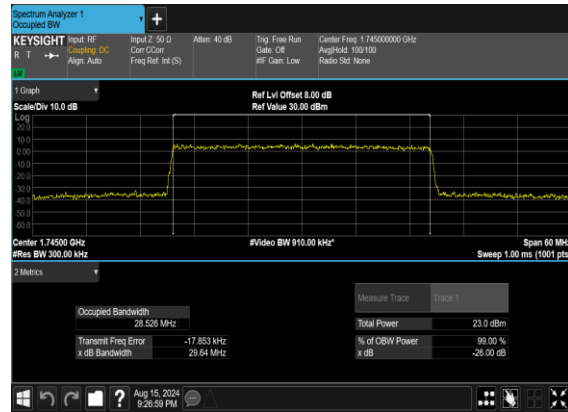 Spectrum Analyzer 1
Occupied BW
+
KEYSIGHT Input: RF Input Z: 50 Ω Atten: 40 dB Trig: Free Run Center Freq: 1.745000000 GHz
R T Coupling: DC Corr CCorr Gate: Off Avg|Hold: 100/100
Align: Auto Freq Ref: Int (S) #IF Gain: Low Radio Std: None
LXI
1 Graph
Ref Lvl Offset 8.00 dB
Scale/Div 10.0 dB Ref Value 30.00 dBm
Log
20.0
10.0
0.00
-10.0
-20.0
-30.0
-40.0
-50.0
-60.0
Center 1.74500 GHz #Video BW 910.00 kHz* Span 60 MHz
#Res BW 300.00 kHz Sweep 1.00 ms (1001 pts
2 Metrics
Measure Trace Trace 1
Occupied Bandwidth
28.526 MHz Total Power 23.0 dBm
Transmit Freq Error -17.853 kHz % of OBW Power 99.00 %
x dB Bandwidth 29.64 MHz x dB -26.00 dB
? Aug 15, 2024
9:26:59 PM